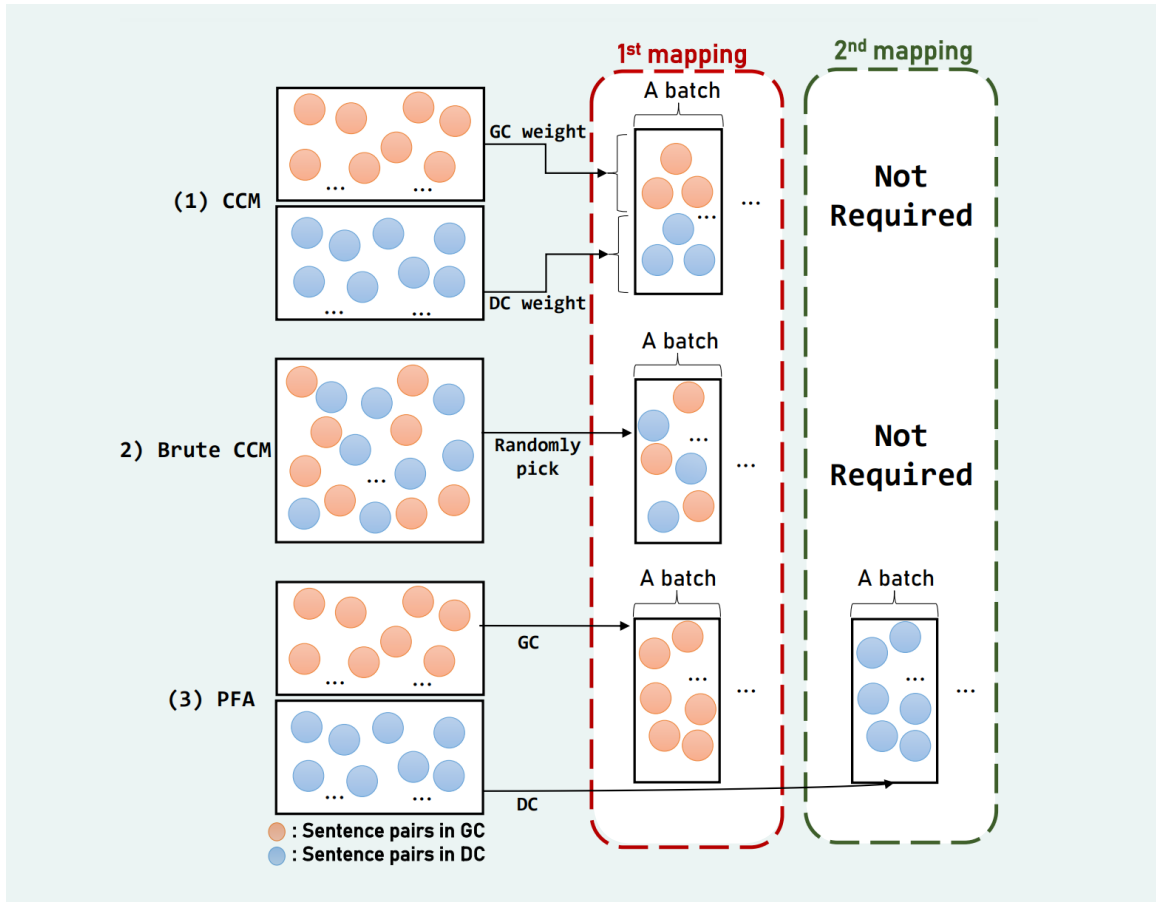 1st mapping
2nd mapping
A batch
GC weight
(1) CCM
...
...
...
...
Not
Required
DC weight
...
...
A batch
2) Brute CCM
Randomly
pick
...
...
...
Not
Required
A batch
A batch
GC
(3) PFA
...
...
...
...
...
...
DC
...
...
: Sentence pairs in GC
: Sentence pairs in DC